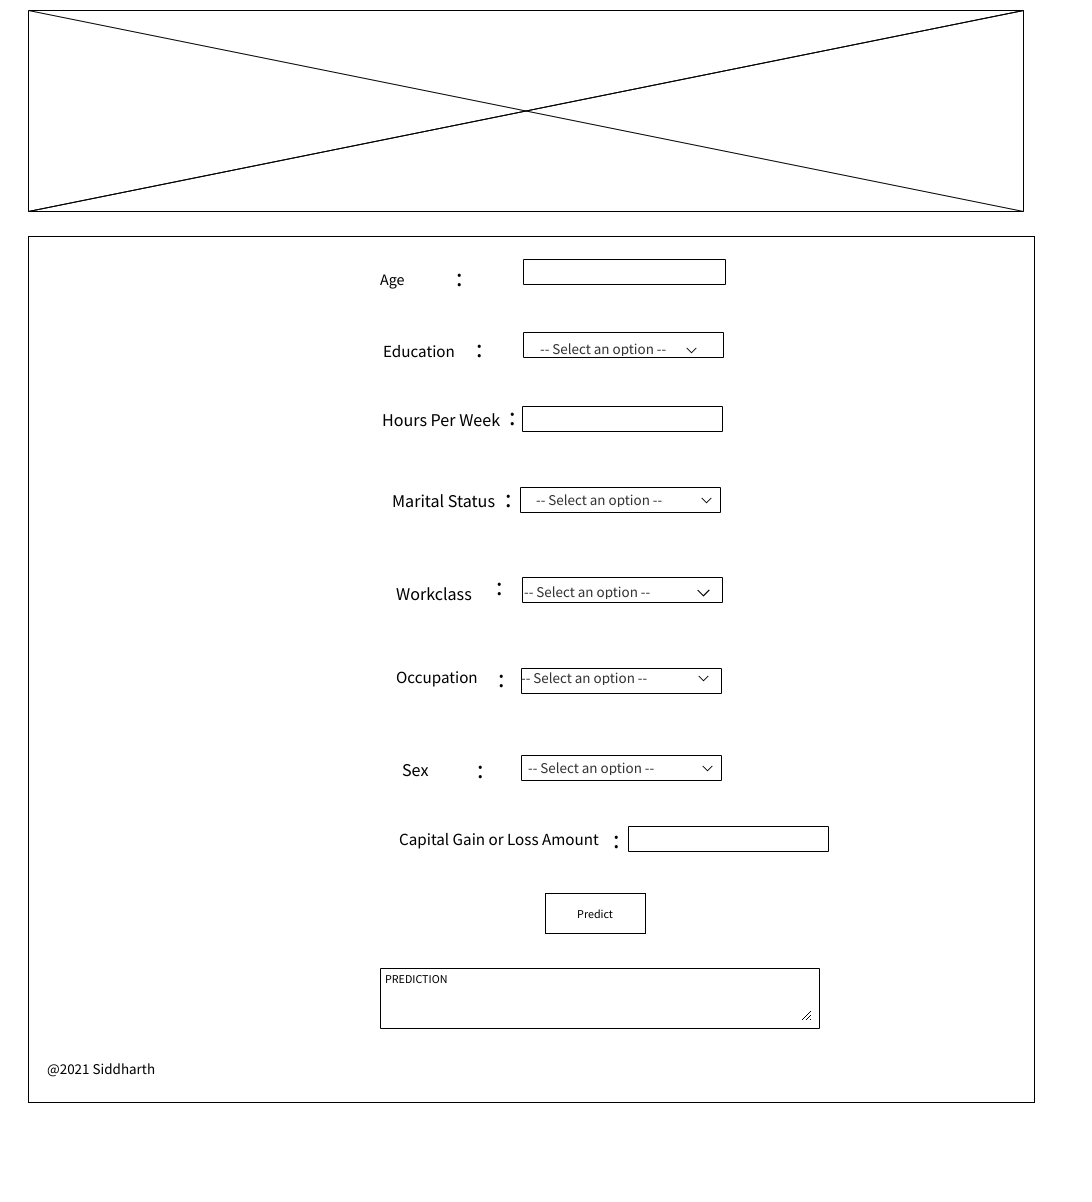 Age :
Education : -- Select an option --
Hours Per Week :
Marital Status : -- Select an option --
Workclass : -- Select an option --
Occupation : -- Select an option --
Sex : -- Select an option --
Capital Gain or Loss Amount :
Predict
PREDICTION
@2021 Siddharth